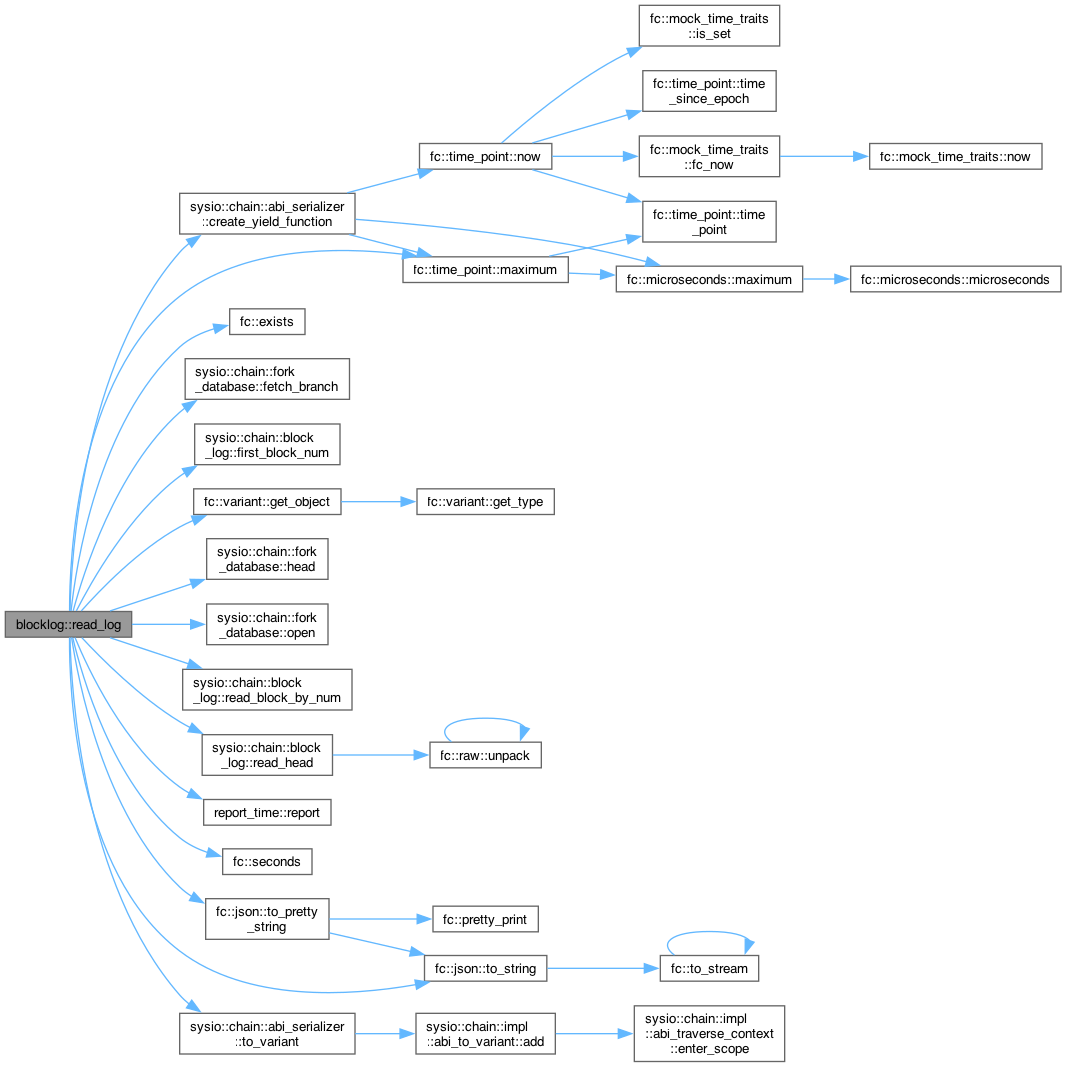 fc::mock_time_traits
::is_set
fc::time_point::time
_since_epoch
fc::time_point::now
fc::mock_time_traits
::fc_now
fc::mock_time_traits::now
sysio::chain::abi_serializer
::create_yield_function
fc::time_point::time
_point
fc::time_point::maximum
fc::microseconds::maximum
fc::microseconds::microseconds
fc::exists
sysio::chain::fork
_database::fetch_branch
sysio::chain::block
_log::first_block_num
fc::variant::get_object
fc::variant::get_type
sysio::chain::fork
_database::head
blocklog::read_log
sysio::chain::fork
_database::open
sysio::chain::block
_log::read_block_by_num
sysio::chain::block
_log::read_head
fc::raw::unpack
report_time::report
fc::seconds
fc::json::to_pretty
_string
fc::pretty_print
fc::json::to_string
fc::to_stream
sysio::chain::abi_serializer
::to_variant
sysio::chain::impl
::abi_to_variant::add
sysio::chain::impl
::abi_traverse_context
::enter_scope